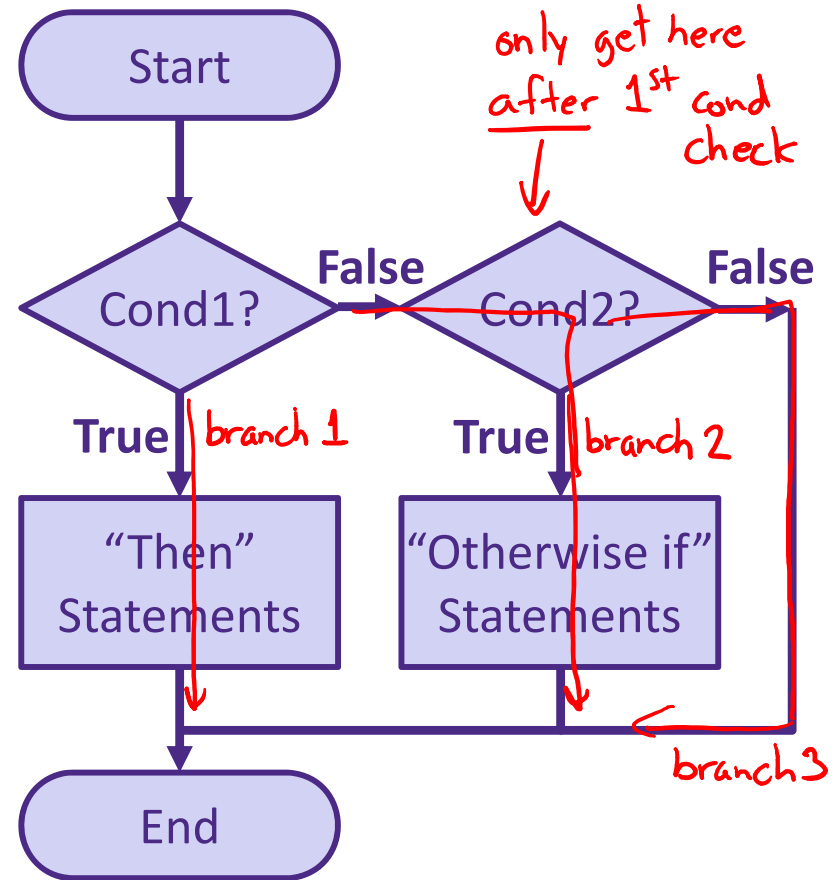 Start
only get here
after 1st cond
check
False
False
Cond1?
Cond2?
True
branch 1
True
branch 2
“Then”
Statements
“Otherwise if”
Statements
branch3
End